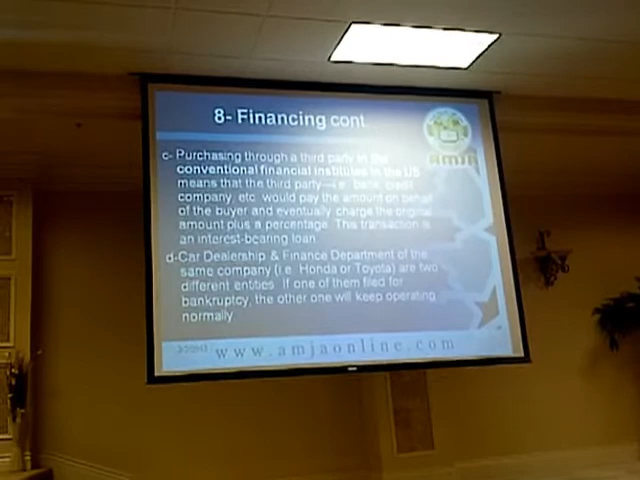 8- Financing cont
c- Purchasing through a third party in the
conventional financial institutes in the US
means that the third party—i.e. bank, credit
company, etc. would pay the amount on behalf
of the buyer and eventually charge the original
amount plus a percentage. This transaction is
an interest-bearing loan
d-Car Dealership & Finance Department of the
same company (i.e. Honda or Toyota) are two
different entities. If one of them filed for
bankruptcy, the other one will keep operating
normally.
AMJA
www.amjaonline.com